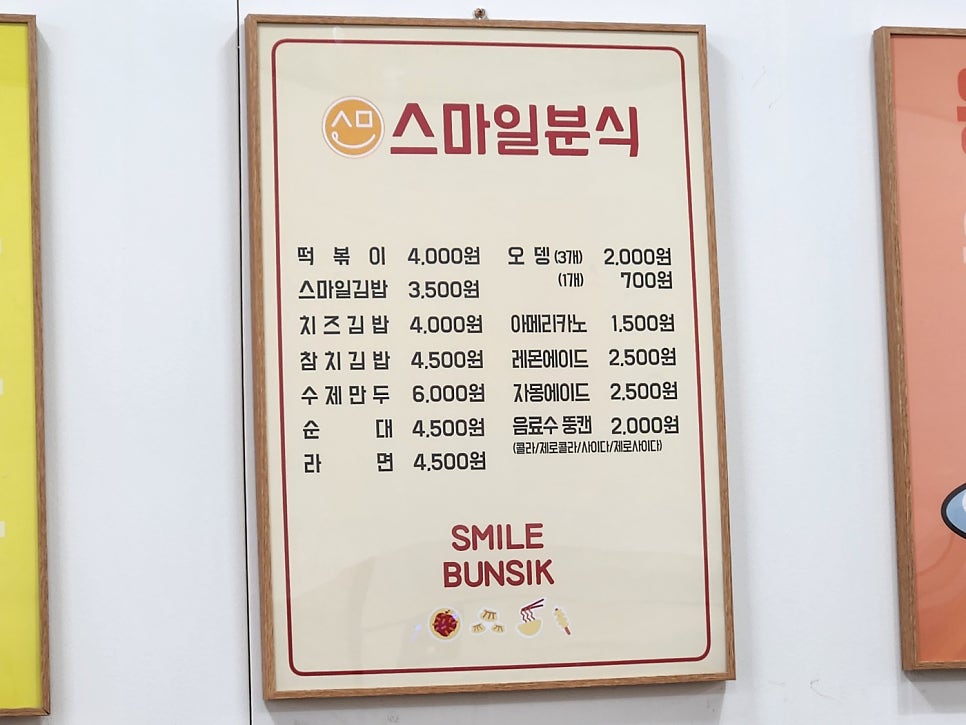 스마
스마일분식
떡볶이 4,000원
스마일김밥 3,500원
치즈김밥 4,000원
참치김밥 4,500원
수제만두 6,000원
순대 4,500원
라면 4,500원
오뎅 (3개) 2,000원
(1개) 700원
아메리카노 1,500원
레몬에이드 2,500원
자몽에이드 2,500원
음료수 뚱캔 2,000원
(콜라/제로콜라/사이다/제로사이다)
SMILE
BUNSIK